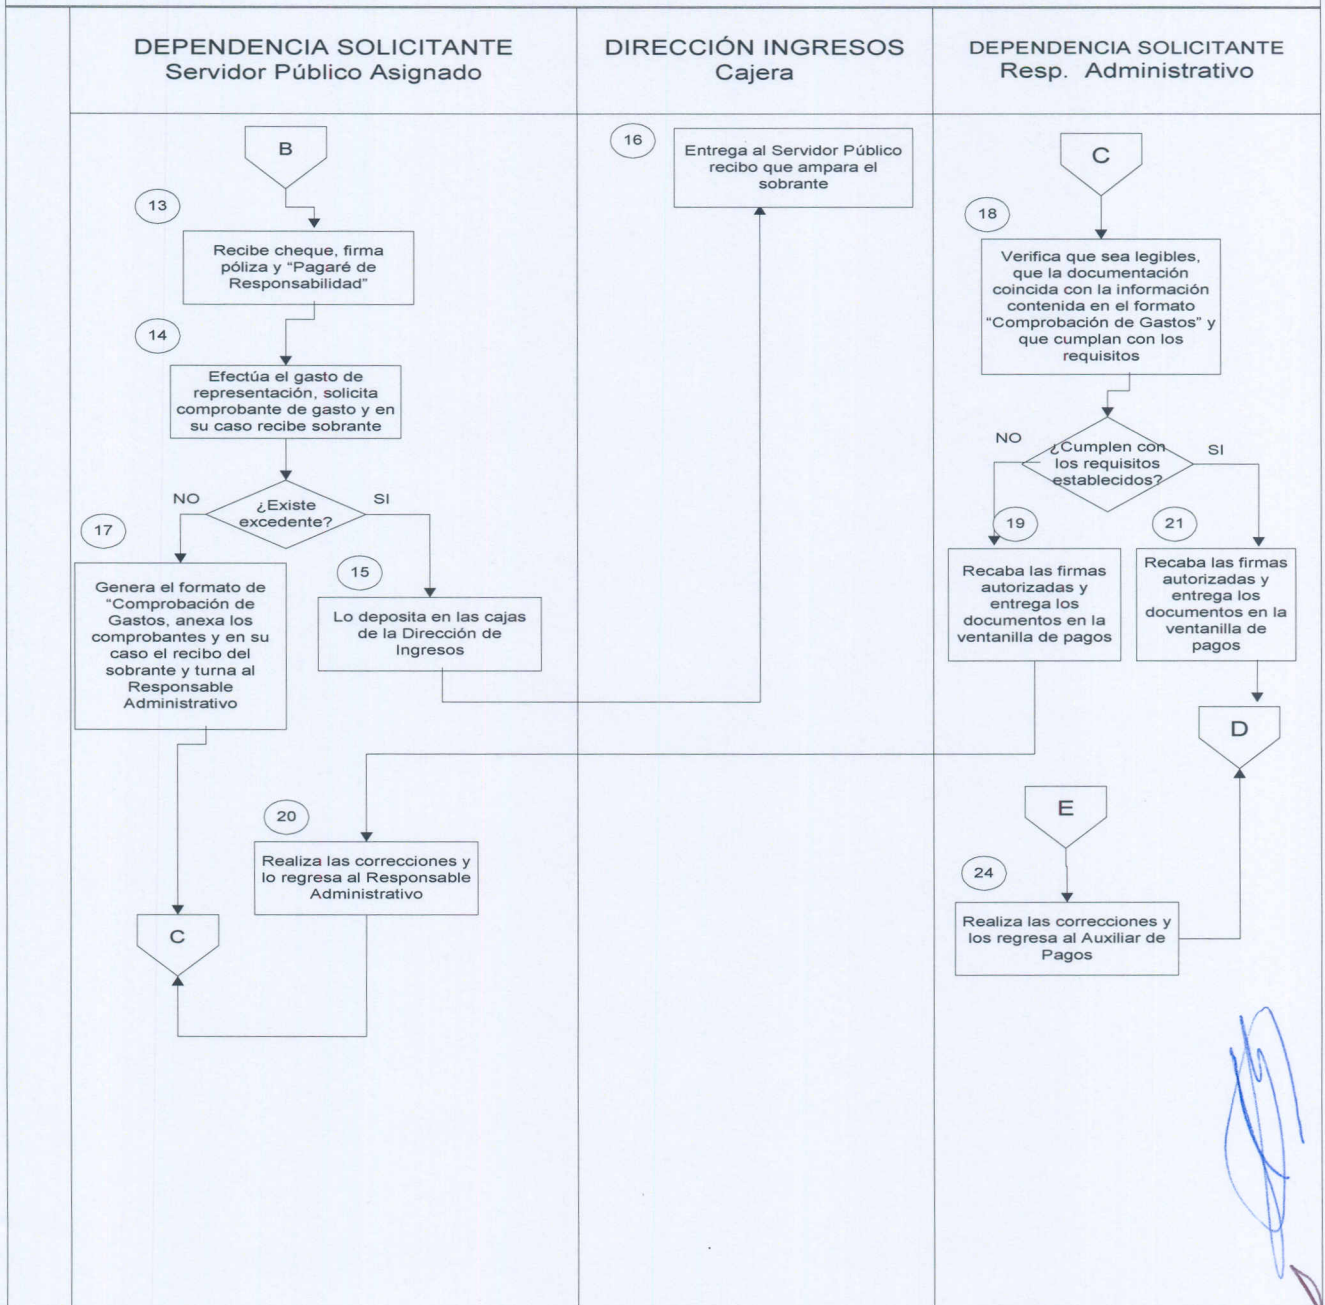 DEPENDENCIA SOLICITANTE
Servidor Público Asignado
DIRECCIÓN INGRESOS
Cajera
DEPENDENCIA SOLICITANTE
Resp. Administrativo
B
13
Recibe cheque, firma
póliza y “Pagaré de
Responsabilidad”
14
Efectúa el gasto de
representación, solicita
comprobante de gasto y en
su caso recibe sobrante
NO
¿Existe
excedente?
SI
17
Genera el formato de
“Comprobación de
Gastos, anexa los
comprobantes y en su
caso el recibo del
sobrante y turna al
Responsable
Administrativo
15
Lo deposita en las cajas
de la Dirección de
Ingresos
20
Realiza las correcciones y
lo regresa al Responsable
Administrativo
C
16
Entrega al Servidor Público
recibo que ampara el
sobrante
C
18
Verifica que sea legibles,
que la documentación
coincida con la información
contenida en el formato
“Comprobación de Gastos” y
que cumplan con los
requisitos
NO
¿Cumplen con
los requisitos
establecidos?
SI
19
Recaba las firmas
autorizadas y
entrega los
documentos en la
ventanilla de pagos
21
Recaba las firmas
autorizadas y
entrega los
documentos en la
ventanilla de
pagos
D
E
24
Realiza las correcciones y
los regresa al Auxiliar de
Pagos